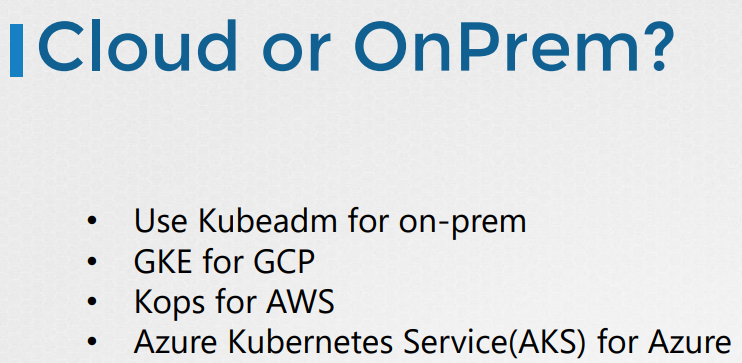 Cloud or OnPrem?
• Use Kubeadm for on-prem
• GKE for GCP
• Kops for AWS
• Azure Kubernetes Service(AKS) for Azure